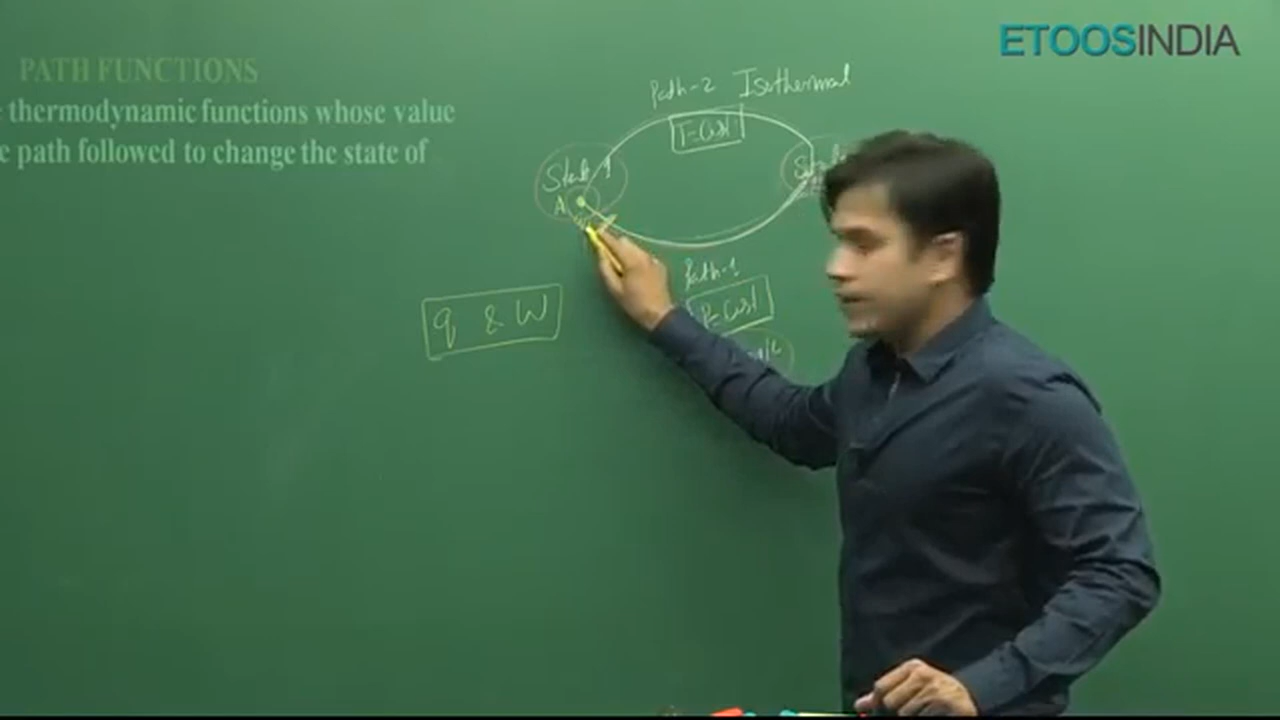 ETOOSINDIA
PATH FUNCTIONS
thermodynamic functions whose value
path followed to change the state of
Path-2 Isothermal
T=Const
State 1
A
Path-1
P=Const
q & W